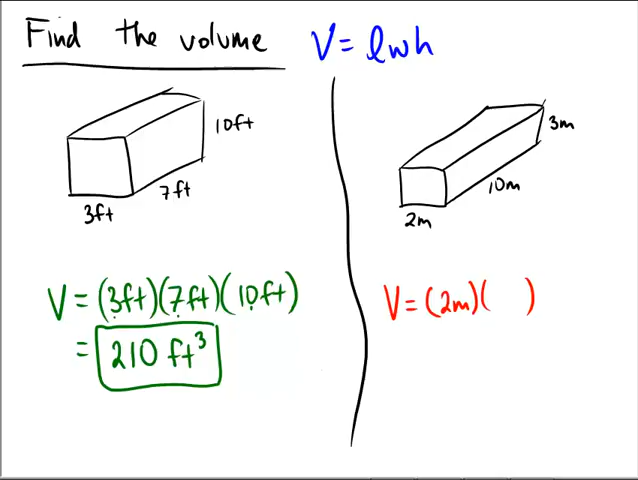 Find the volume V = lwh
10ft
7ft
3ft
V = (3ft)(7ft)(10ft)
= 210 ft³
3m
10m
2m
V = (2m)( )